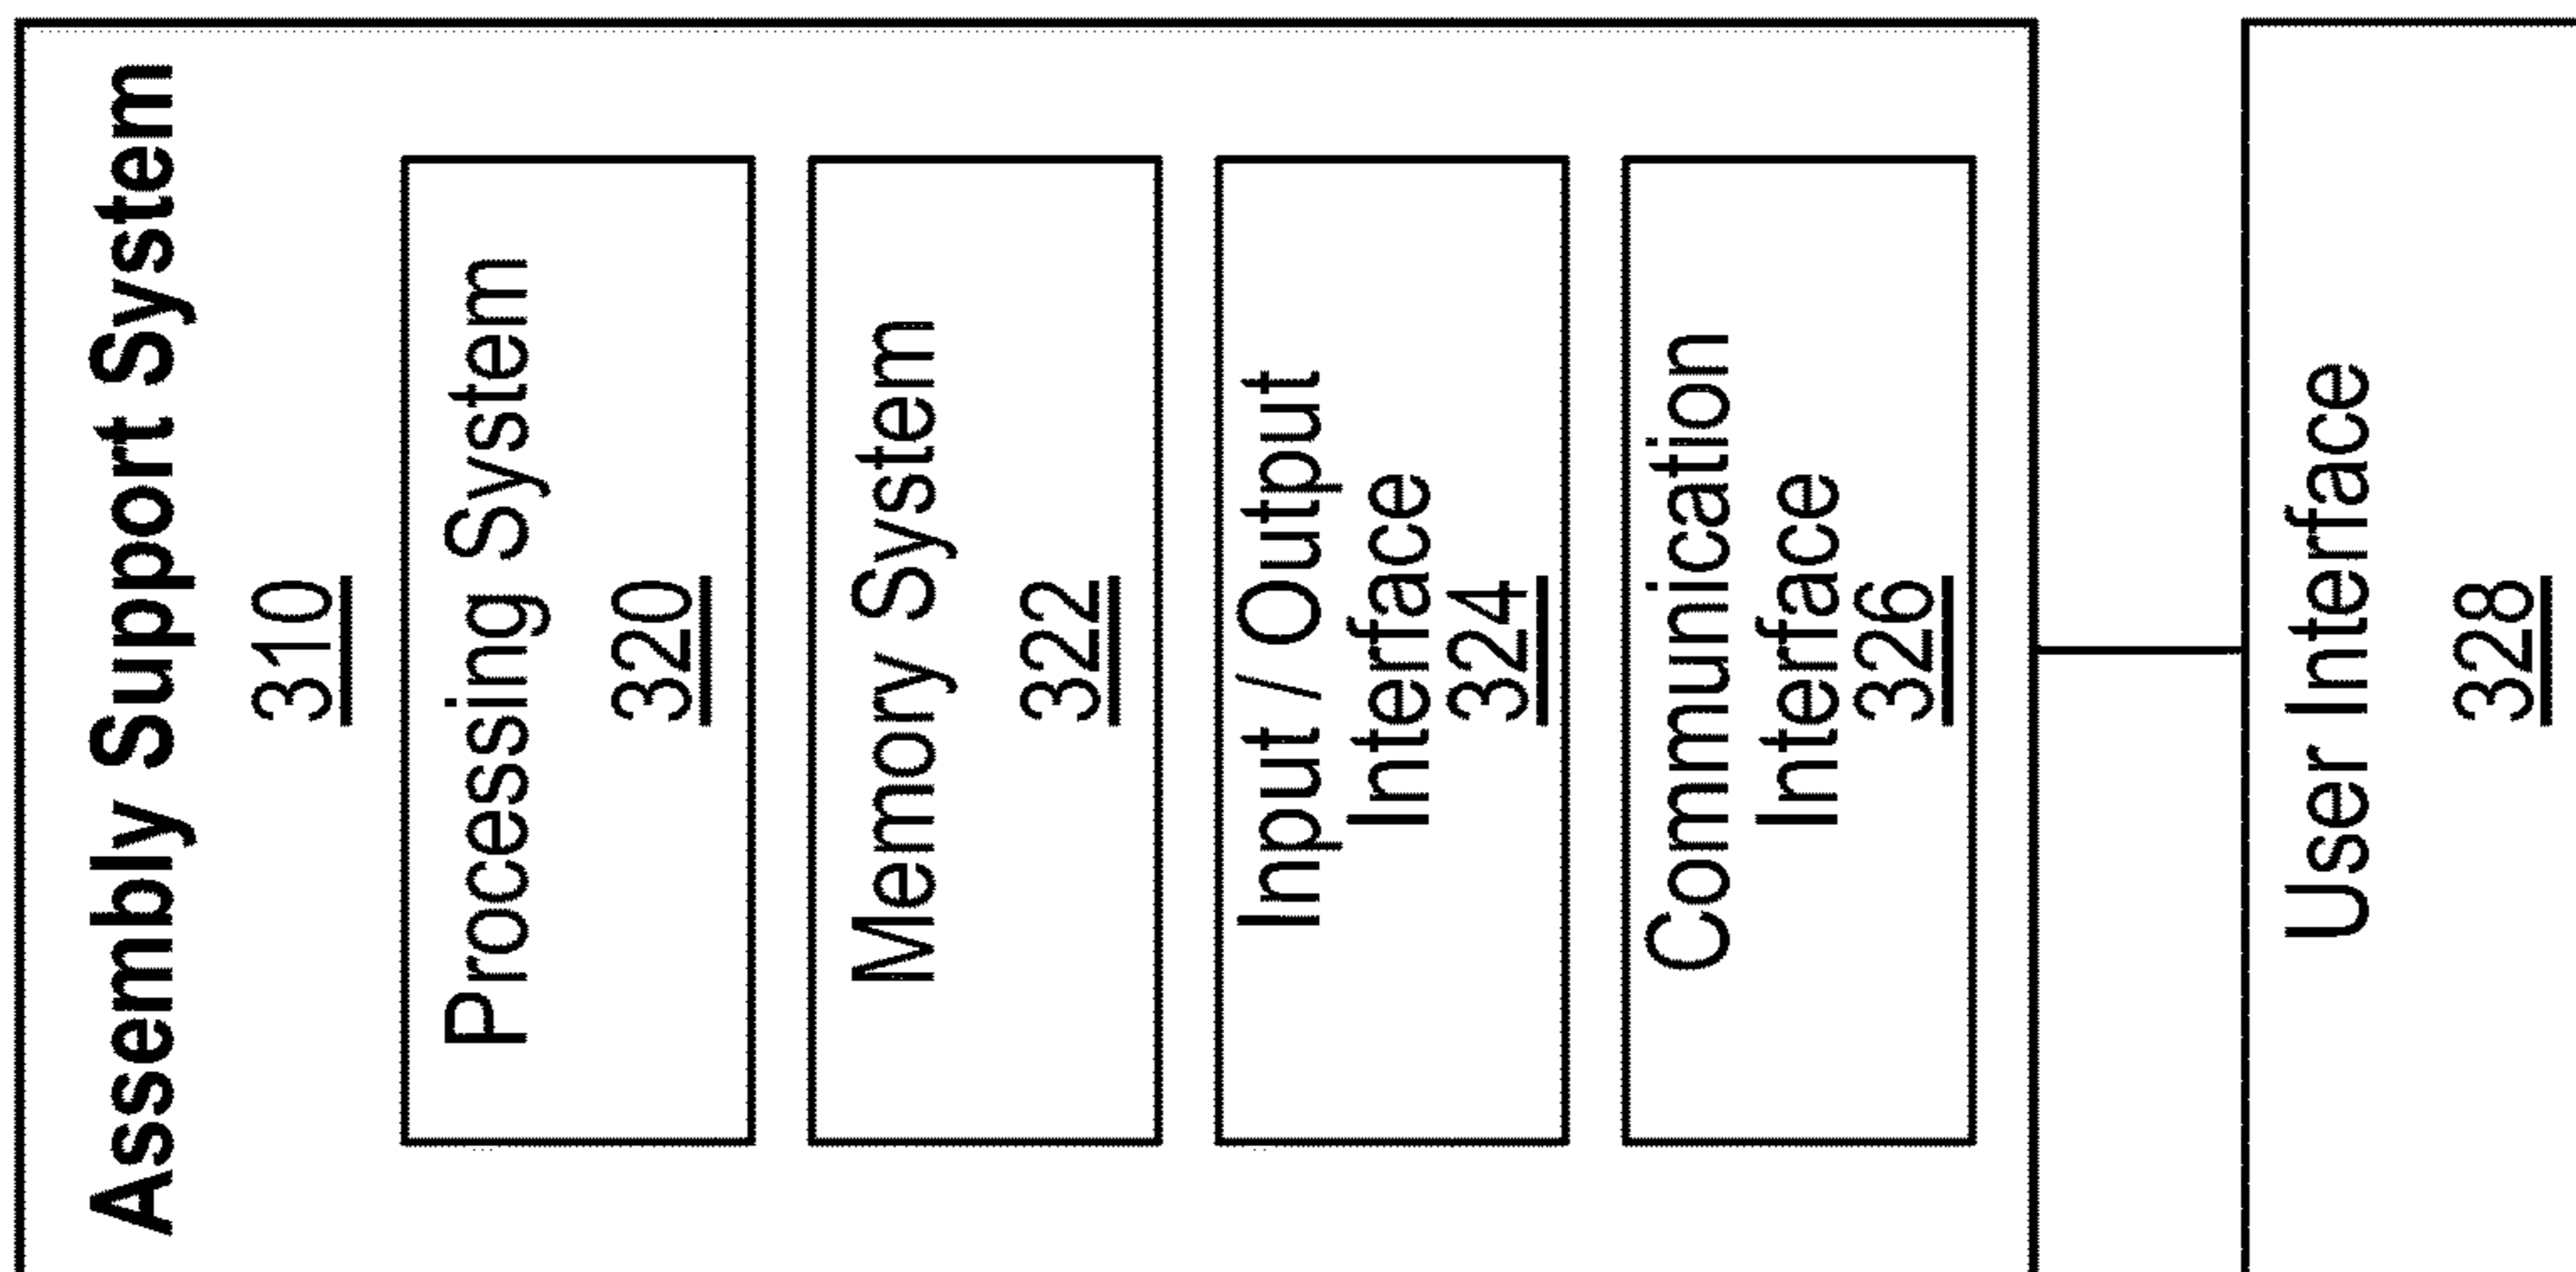 Assembly Support System
310
Processing System
320
Memory System
322
Input / Output
Interface
324
Communication
Interface
326
User Interface
328